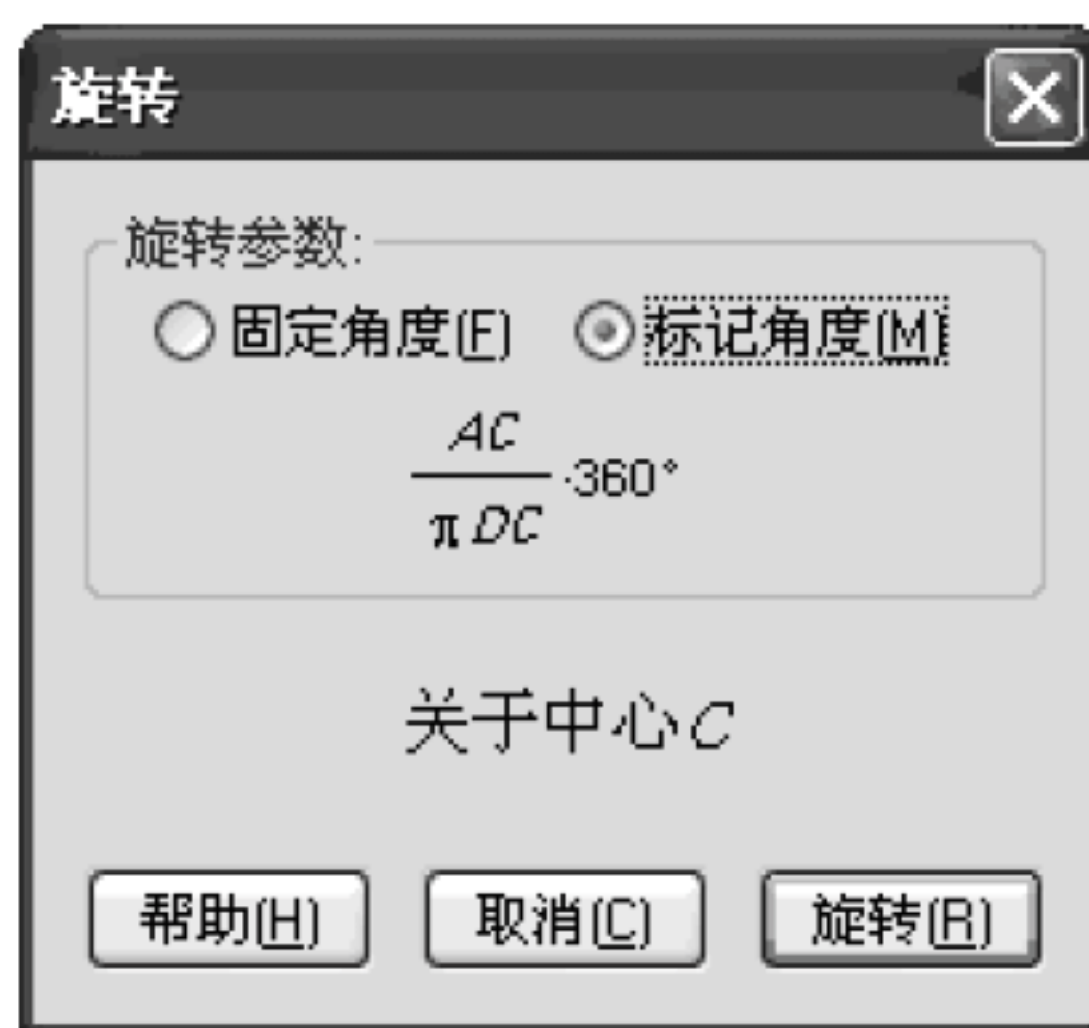 旋转
旋转参数:
固定角度(F) 标记角度(M)
AC
π DC
·360°
关于中心C
帮助(H) 取消(C) 旋转(R)